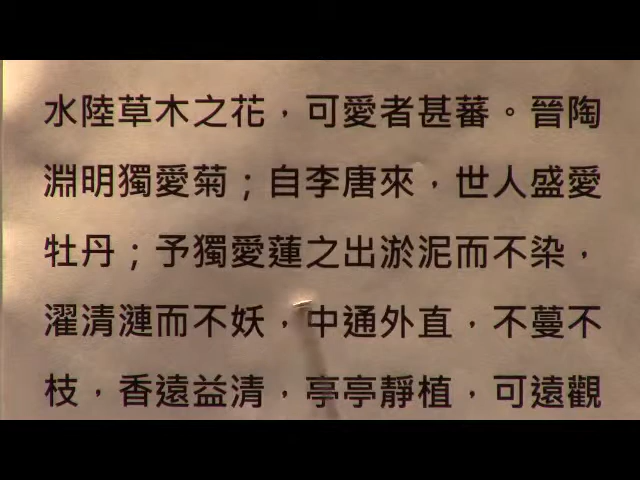 水陸草木之花，可愛者甚蕃。晉陶
淵明獨愛菊；自李唐來，世人盛愛
牡丹；予獨愛蓮之出淤泥而不染，
濯清漣而不妖，中通外直，不蔓不
枝，香遠益清，亭亭靜植，可遠觀